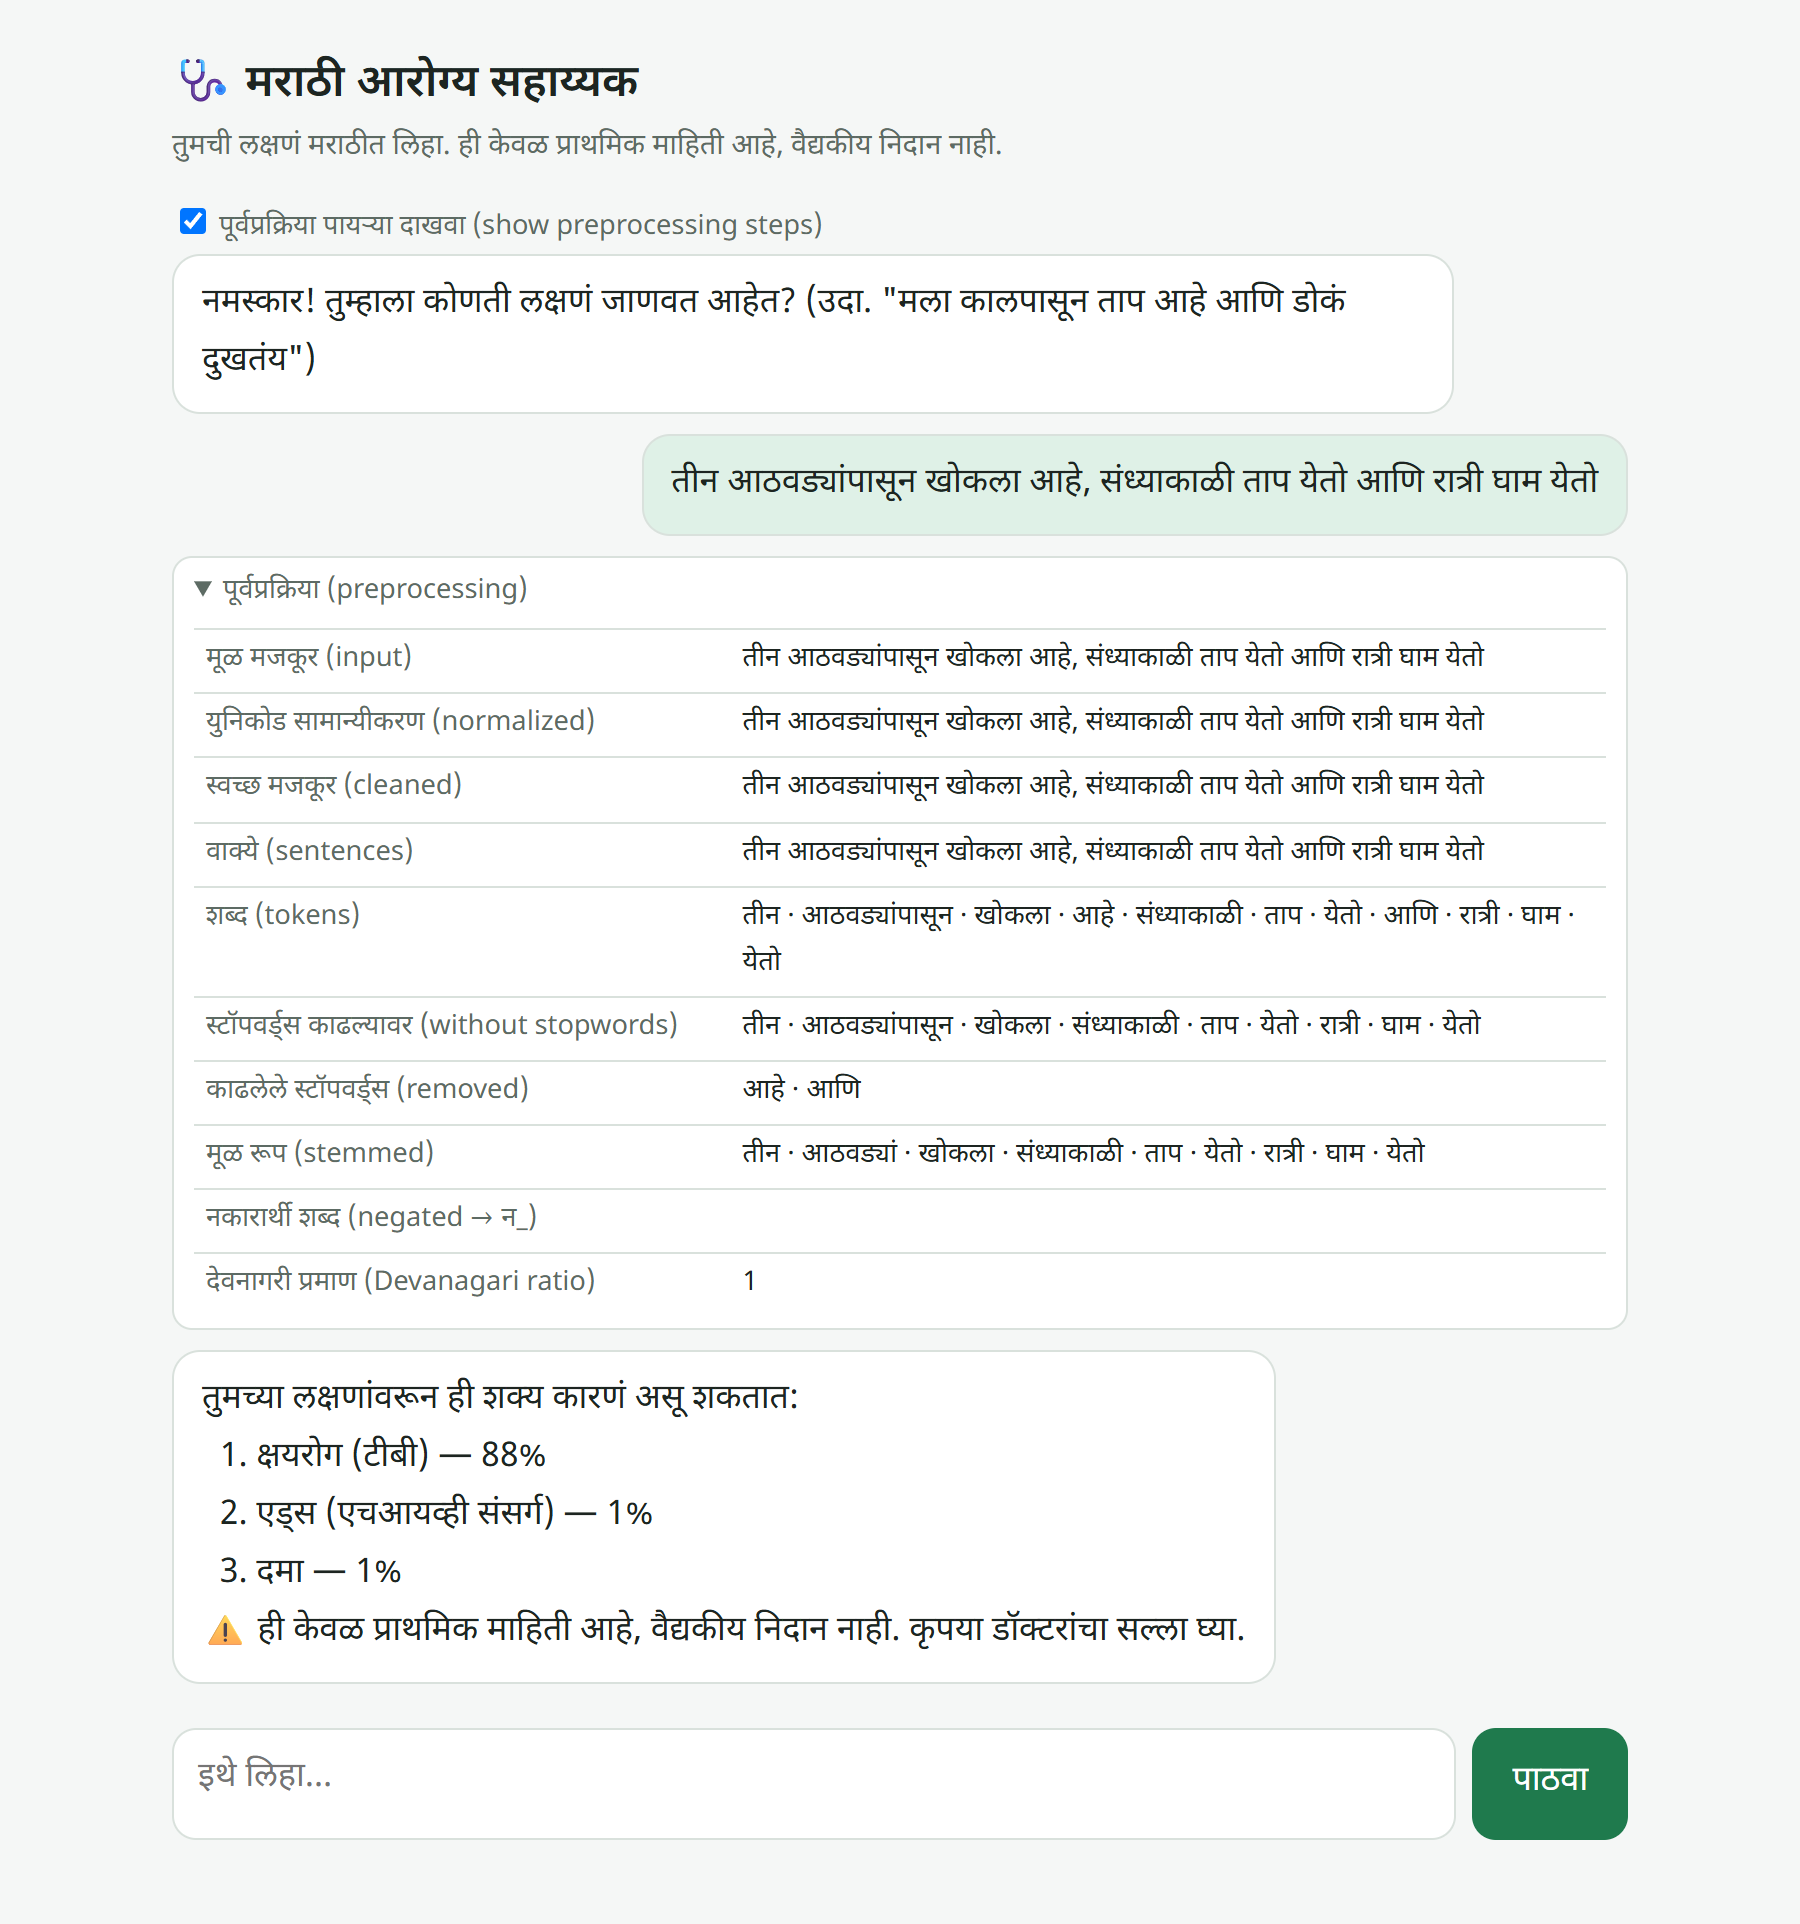 मराठी आरोग्य सहाय्यक
तुमची लक्षणं मराठीत लिहा. ही केवळ प्राथमिक माहिती आहे, वैद्यकीय निदान नाही.
पूर्वप्रक्रिया पायऱ्या दाखवा (show preprocessing steps)
नमस्कार! तुम्हाला कोणती लक्षणं जाणवत आहेत? (उदा. "मला कालपासून ताप आहे आणि डोकं
दुखतंय")
तीन आठवड्यांपासून खोकला आहे, संध्याकाळी ताप येतो आणि रात्री घाम येतो
▼ पूर्वप्रक्रिया (preprocessing)
मूळ मजकूर (input) तीन आठवड्यांपासून खोकला आहे, संध्याकाळी ताप येतो आणि रात्री घाम येतो
युनिकोड सामान्यीकरण (normalized) तीन आठवड्यांपासून खोकला आहे, संध्याकाळी ताप येतो आणि रात्री घाम येतो
स्वच्छ मजकूर (cleaned) तीन आठवड्यांपासून खोकला आहे, संध्याकाळी ताप येतो आणि रात्री घाम येतो
वाक्ये (sentences) तीन आठवड्यांपासून खोकला आहे, संध्याकाळी ताप येतो आणि रात्री घाम येतो
शब्द (tokens) तीन · आठवड्यांपासून · खोकला · आहे · संध्याकाळी · ताप · येतो · आणि · रात्री · घाम ·
येतो
स्टॉपवर्ड्स काढल्यावर (without stopwords) तीन · आठवड्यांपासून · खोकला · संध्याकाळी · ताप · येतो · रात्री · घाम · येतो
काढलेले स्टॉपवर्ड्स (removed) आहे · आणि
मूळ रूप (stemmed) तीन · आठवड्यां · खोकला · संध्याकाळी · ताप · येतो · रात्री · घाम · येतो
नकारार्थी शब्द (negated → न_)
देवनागरी प्रमाण (Devanagari ratio) 1
तुमच्या लक्षणांवरून ही शक्य कारणं असू शकतात:
1. क्षयरोग (टीबी) — 88%
2. एड्स (एचआयव्ही संसर्ग) — 1%
3. दमा — 1%
⚠️ ही केवळ प्राथमिक माहिती आहे, वैद्यकीय निदान नाही. कृपया डॉक्टरांचा सल्ला घ्या.
इथे लिहा...
पाठवा